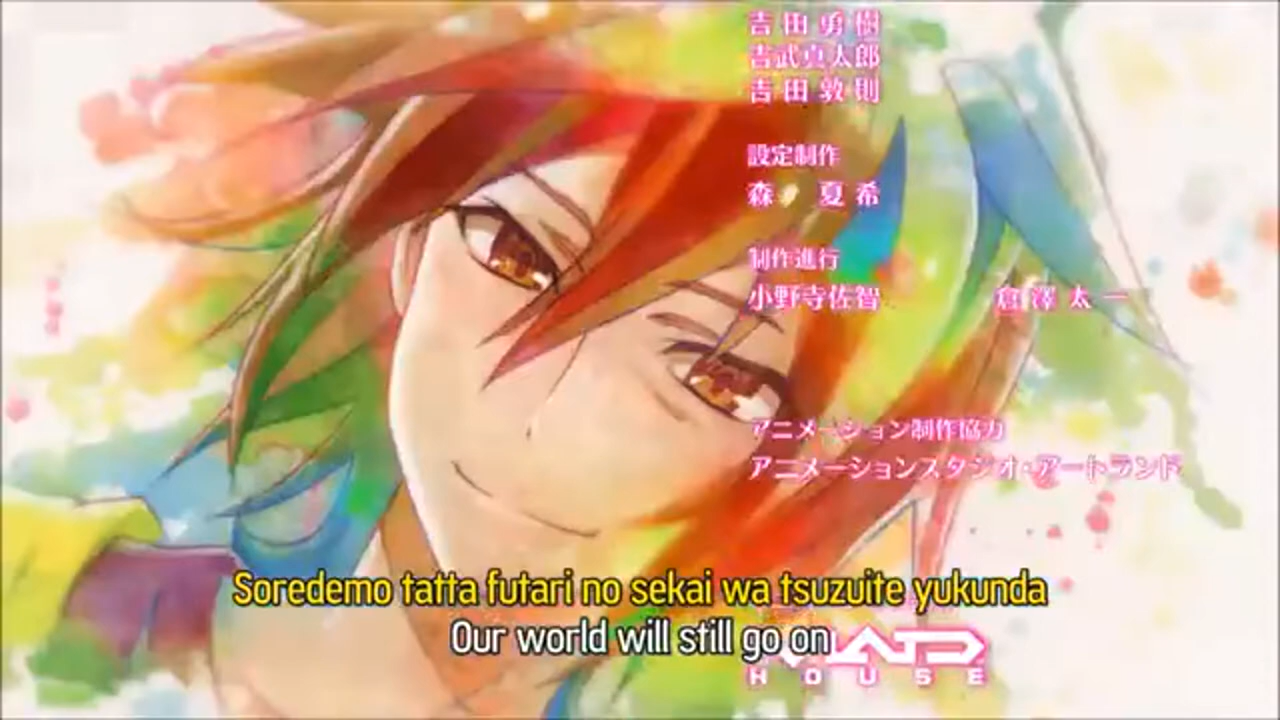 吉田勇樹
吉武真太郎
吉田敦則
設定制作
森 夏希
制作進行
小野寺佐智 倉澤太一
アニメーション制作協力
アニメーションスタジオ・アートランド
Soredemo tatta futari no sekai wa tsuzuite yukunda
Our world will still go on
MAD
HOUSE